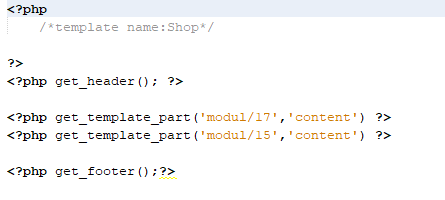 <?php
/*template name:Shop*/
?>
<?php get_header(); ?>
<?php get_template_part('modul/17','content') ?>
<?php get_template_part('modul/15','content') ?>
<?php get_footer();?>